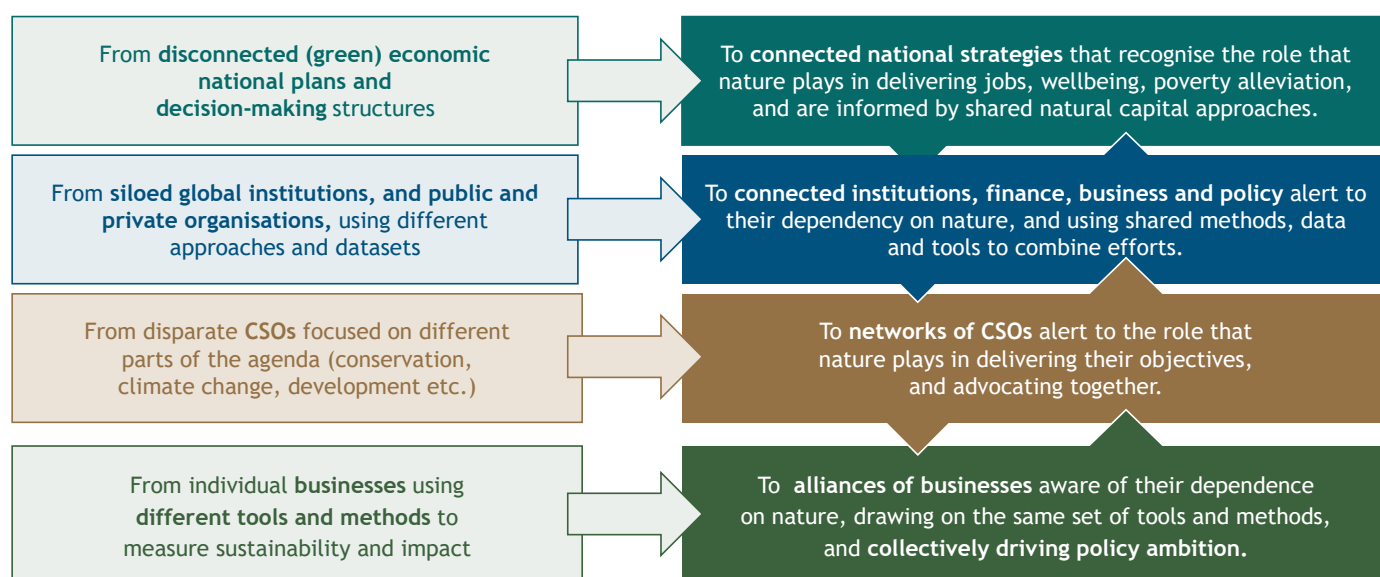 From disconnected (green) economic
national plans and
decision-making structures
To connected national strategies that recognise the role that
nature plays in delivering jobs, wellbeing, poverty alleviation,
and are informed by shared natural capital approaches.
From siloed global institutions, and public and
private organisations, using different
approaches and datasets
To connected institutions, finance, business and policy alert to
their dependency on nature, and using shared methods, data
and tools to combine efforts.
From disparate CSOs focused on different
parts of the agenda (conservation,
climate change, development etc.)
To networks of CSOs alert to the role that
nature plays in delivering their objectives,
and advocating together.
From individual businesses using
different tools and methods to
measure sustainability and impact
To alliances of businesses aware of their dependence
on nature, drawing on the same set of tools and methods,
and collectively driving policy ambition.